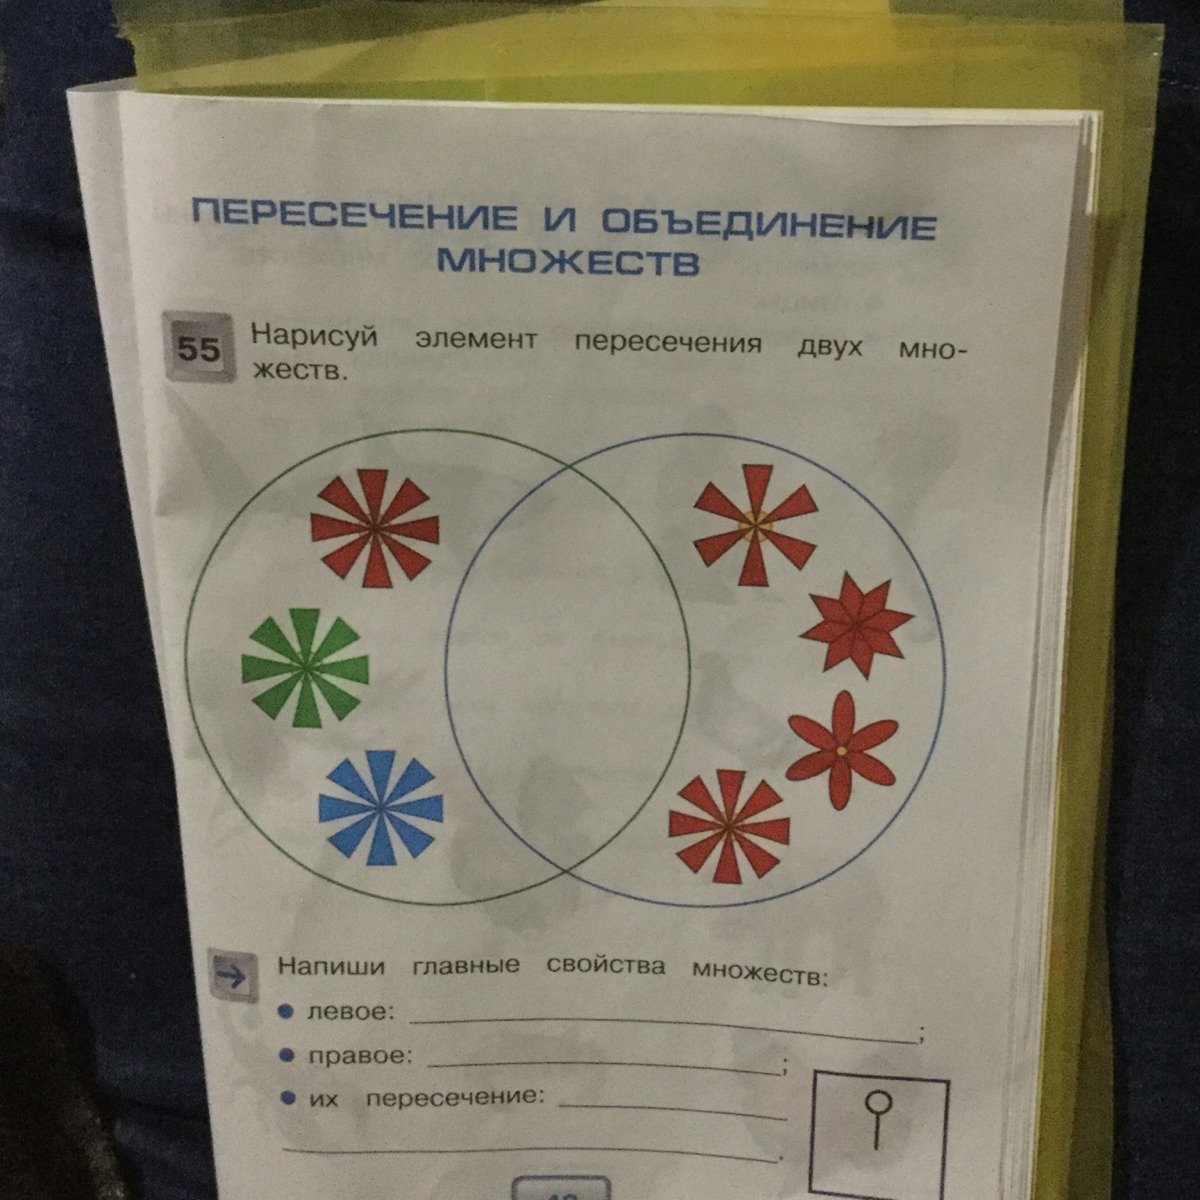 ПЕРЕСЕЧЕНИЕ И ОБЪЕДИНЕНИЕ
МНОЖЕСТВ
55 Нарисуй элемент пересечения двух мно-
жеств.
Напиши главные свойства множеств:
левое: ;
правое: ;
их пересечение:
.